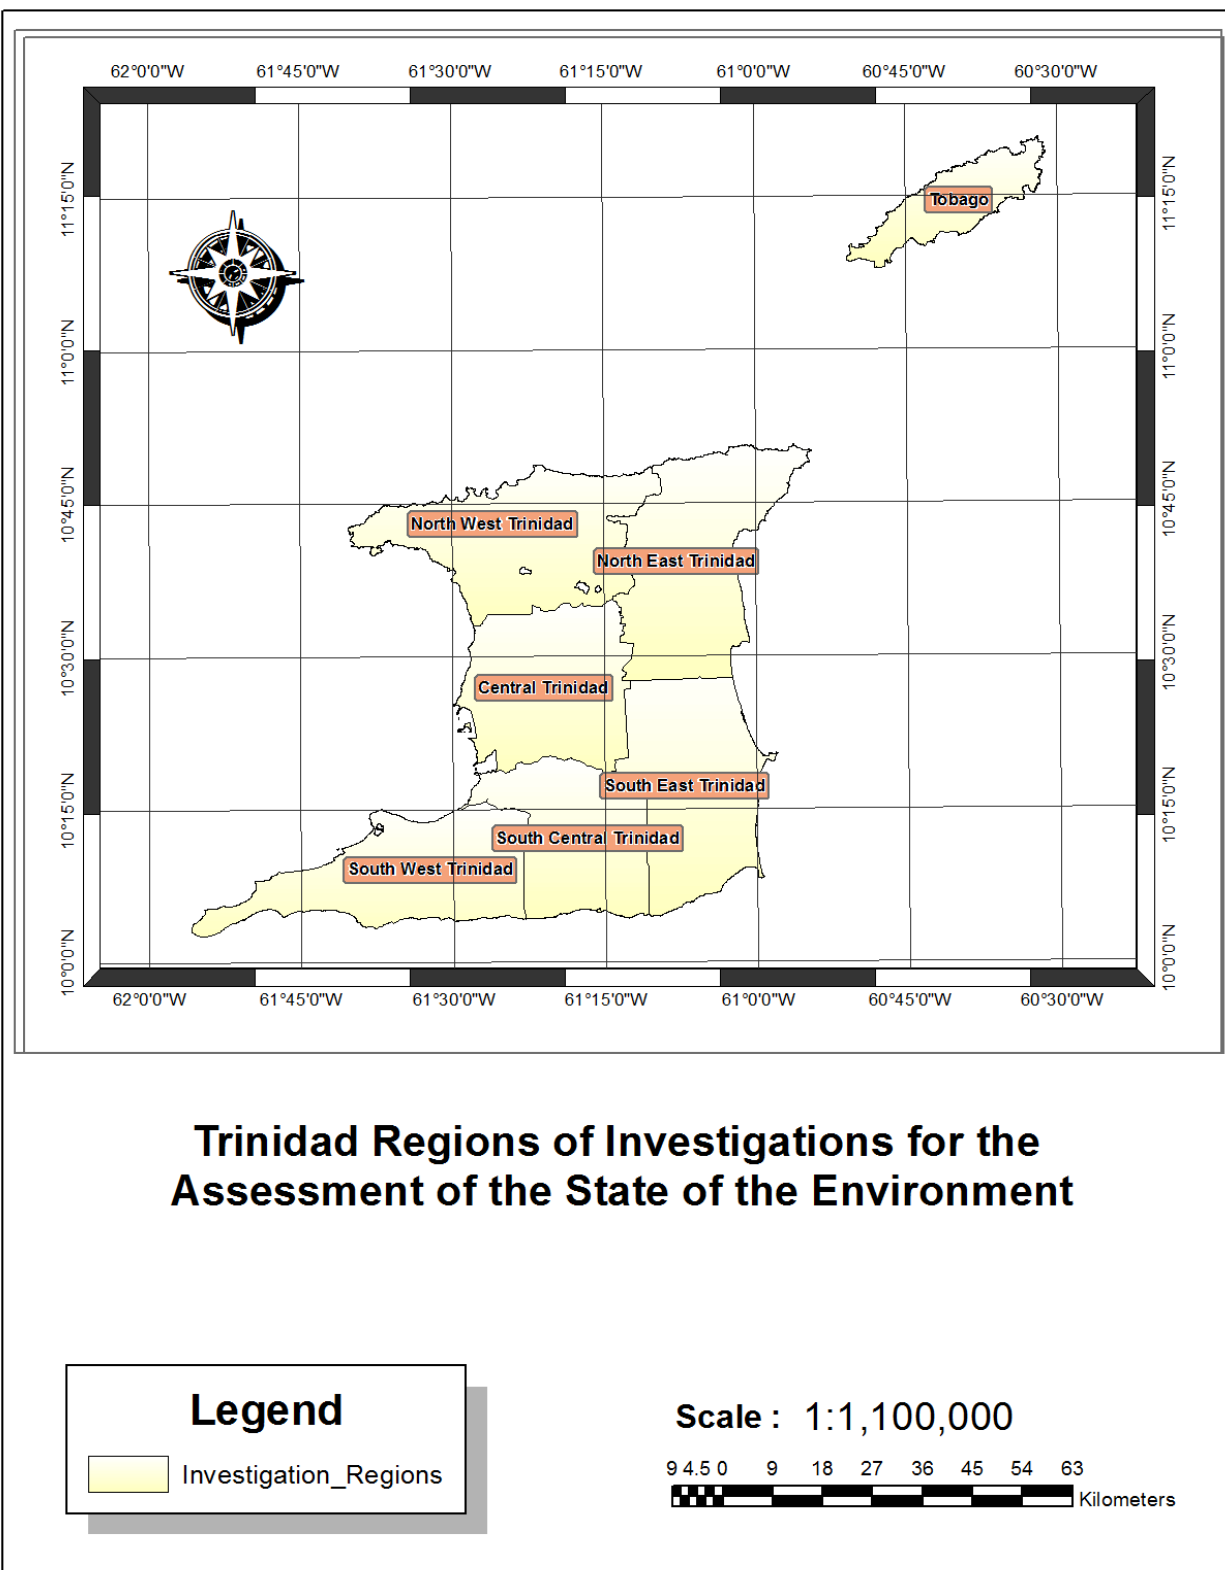 62°0'0"W 61°45'0"W 61°30'0"W 61°15'0"W 61°0'0"W 60°45'0"W 60°30'0"W
11°15'0"N
11°15'0"N
Tobago
11°0'0"N
11°0'0"N
10°45'0"N
10°45'0"N
North West Trinidad
North East Trinidad
10°30'0"N
10°30'0"N
Central Trinidad
South East Trinidad
10°15'0"N
10°15'0"N
South Central Trinidad
South West Trinidad
10°0'0"N
10°0'0"N
62°0'0"W 61°45'0"W 61°30'0"W 61°15'0"W 61°0'0"W 60°45'0"W 60°30'0"W
Trinidad Regions of Investigations for the
Assessment of the State of the Environment
Legend
Investigation_Regions
Scale : 1:1,100,000
9 4.5 0 9 18 27 36 45 54 63
Kilometers